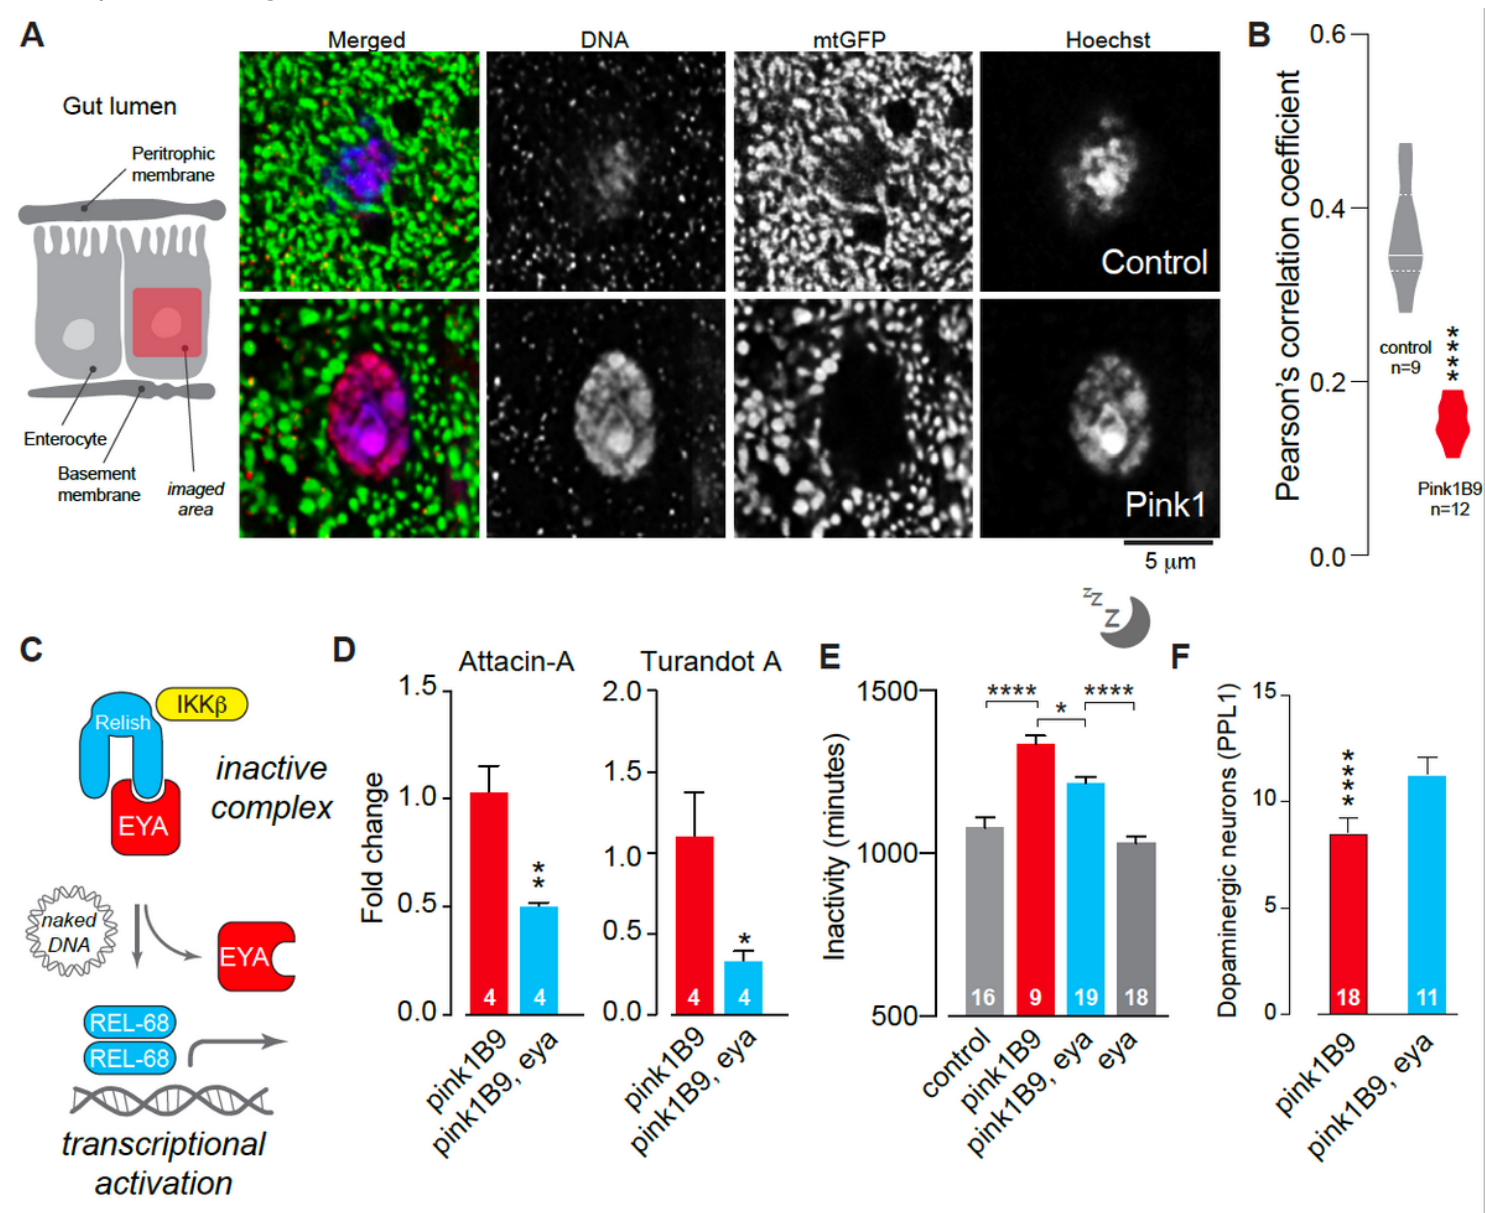 A
Merged
DNA
mtGFP
Hoechst
Gut lumen
Peritrophic
membrane
Enterocyte
Basement
membrane
imaged
area
Control
Pink1
5 μm
B
Pearson's correlation coefficient
0.6
0.4
0.2
0.0
control
n=9
****
Pink1B9
n=12
C
Relish
IKKβ
EYA
inactive
complex
naked
DNA
EYA
REL-68
REL-68
transcriptional
activation
D
Attacin-A
Fold change
1.5
1.0
0.5
0.0
**
4
4
pink1B9
pink1B9, eya
Turandot A
2.0
1.5
1.0
0.5
0.0
*
4
4
pink1B9
pink1B9, eya
zzZ
E
Inactivity (minutes)
1500
1000
500
****
*
****
16
9
19
18
control
pink1B9
pink1B9, eya
eya
F
Dopaminergic neurons (PPL1)
15
10
5
0
****
18
11
pink1B9
pink1B9, eya